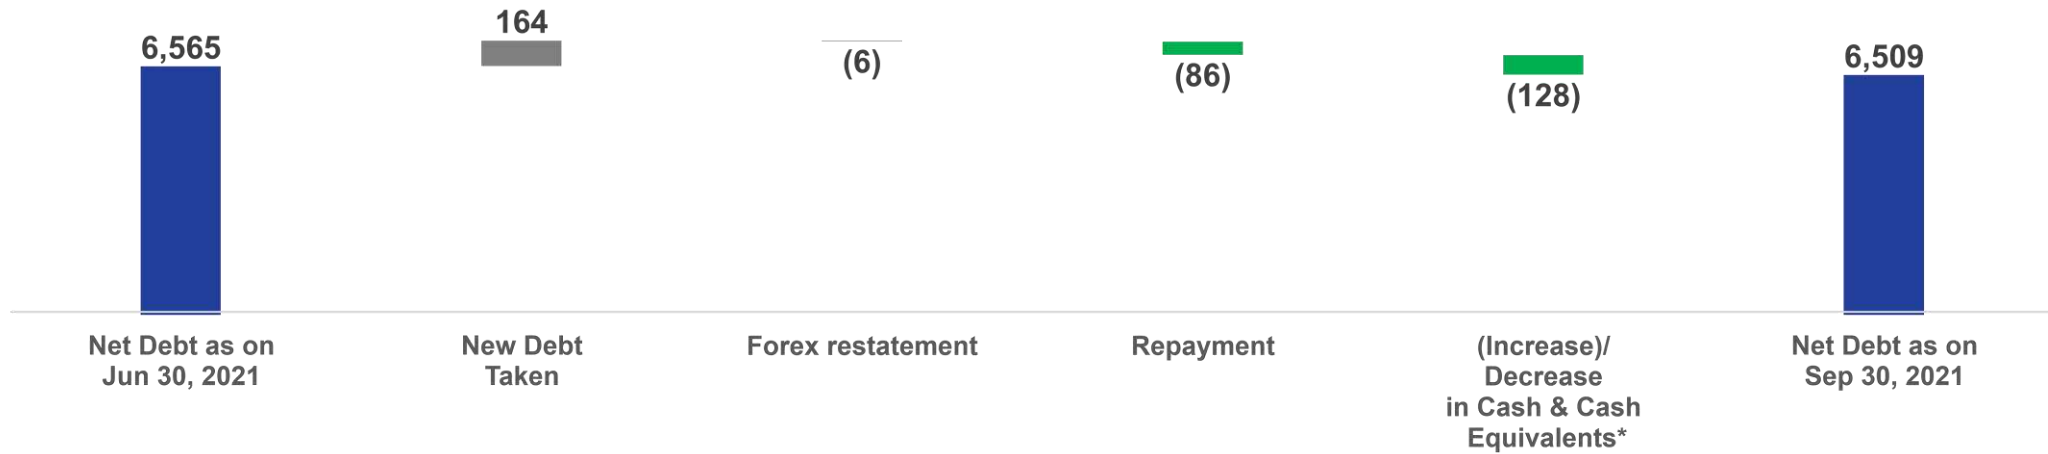 6,565
164
(6)
(86)
(128)
6,509
Net Debt as on
Jun 30, 2021
New Debt
Taken
Forex restatement
Repayment
(Increase)/
Decrease
in Cash & Cash
Equivalents*
Net Debt as on
Sep 30, 2021